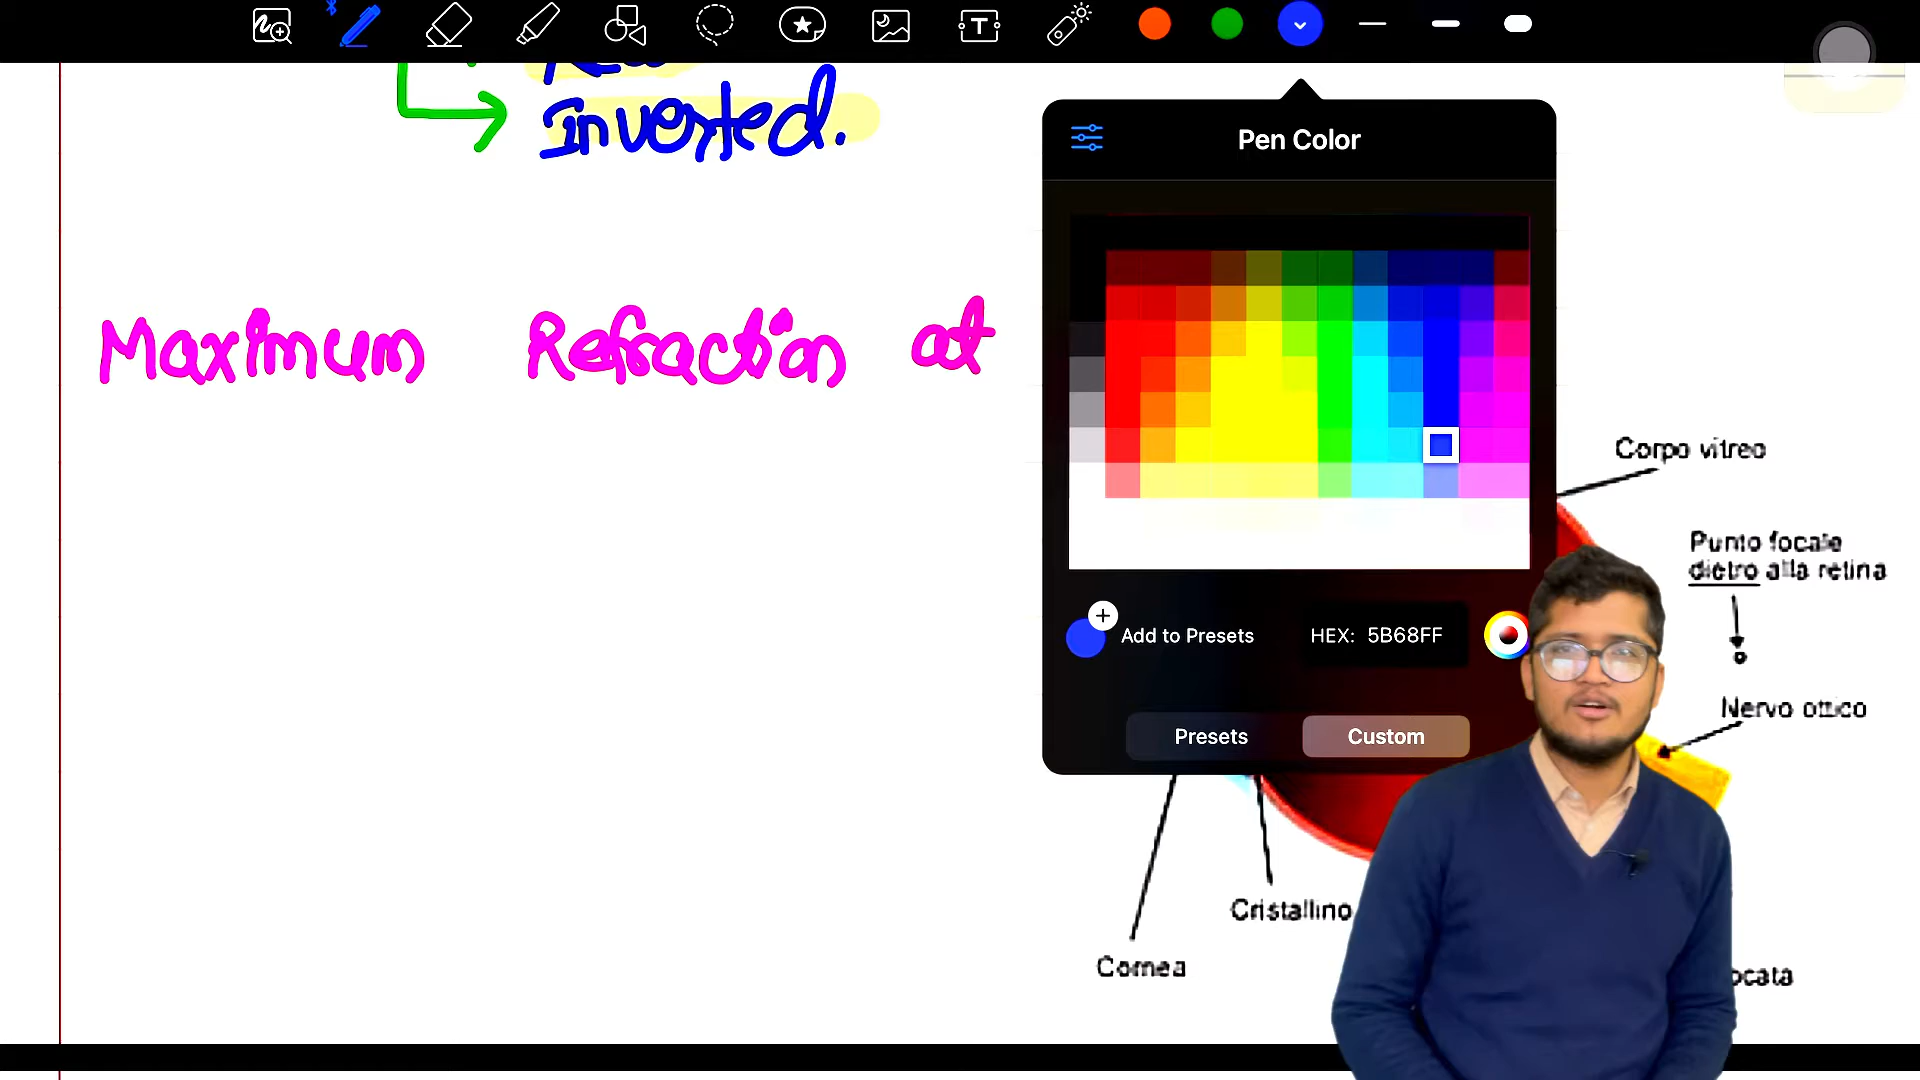 Inverted.
Pen Color
Maximum Refraction at
Corpo vitreo
Punto focale
dietro alla retina
Add to Presets
HEX: 5B68FF
Nervo ottico
Presets
Custom
Cristallino
Cornea
ocata